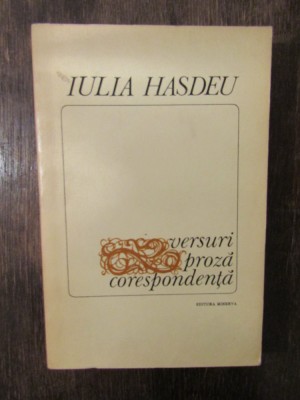 IULIA HASDEU
versuri
proză
corespondență
EDITURA MINERVA